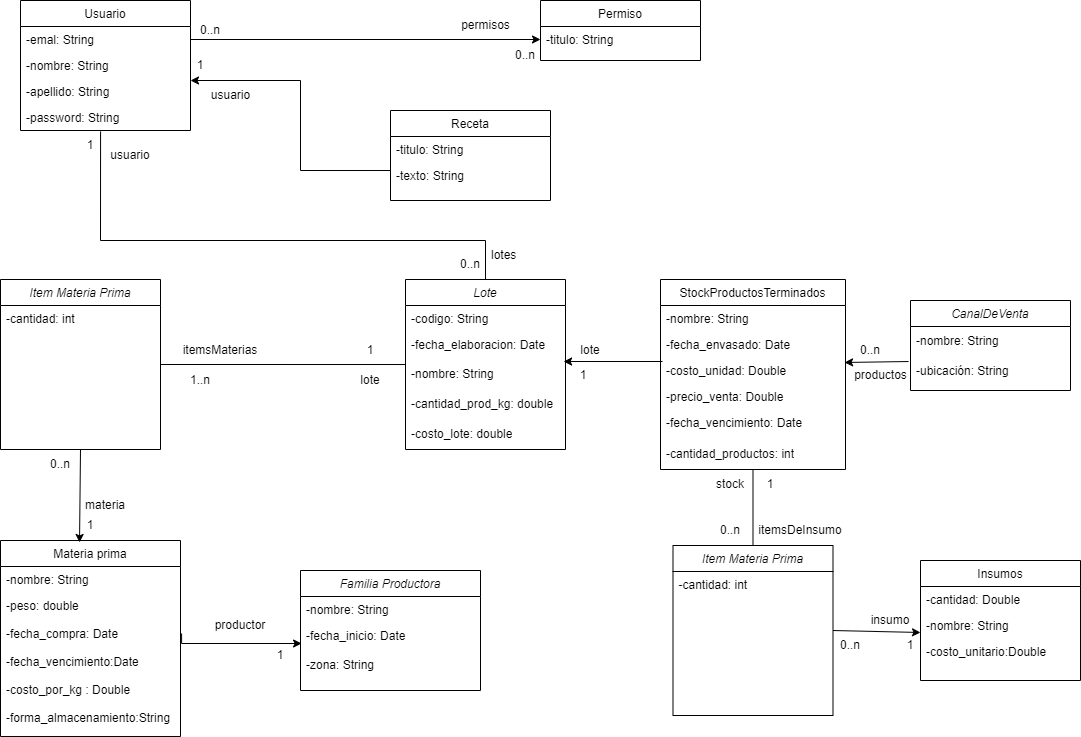 Usuario
-emal: String
-nombre: String
-apellido: String
-password: String
0..n
permisos
0..n
Permiso
-titulo: String
1
usuario
Receta
-titulo: String
-texto: String
1
usuario
lotes
0..n
Item Materia Prima
-cantidad: int
itemsMaterias
1..n
1
lote
Lote
-codigo: String
-fecha_elaboracion: Date
-nombre: String
-cantidad_prod_kg: double
-costo_lote: double
lote
1
StockProductosTerminados
-nombre: String
-fecha_envasado: Date
-costo_unidad: Double
-precio_venta: Double
-fecha_vencimiento: Date
-cantidad_productos: int
0..n
productos
CanalDeVenta
-nombre: String
-ubicación: String
0..n
materia
1
stock
1
0..n
itemsDeInsumo
Materia prima
-nombre: String
-peso: double
-fecha_compra: Date
-fecha_vencimiento:Date
-costo_por_kg : Double
-forma_almacenamiento:String
productor
1
Familia Productora
-nombre: String
-fecha_inicio: Date
-zona: String
Item Materia Prima
-cantidad: int
insumo
0..n
1
Insumos
-cantidad: Double
-nombre: String
-costo_unitario:Double